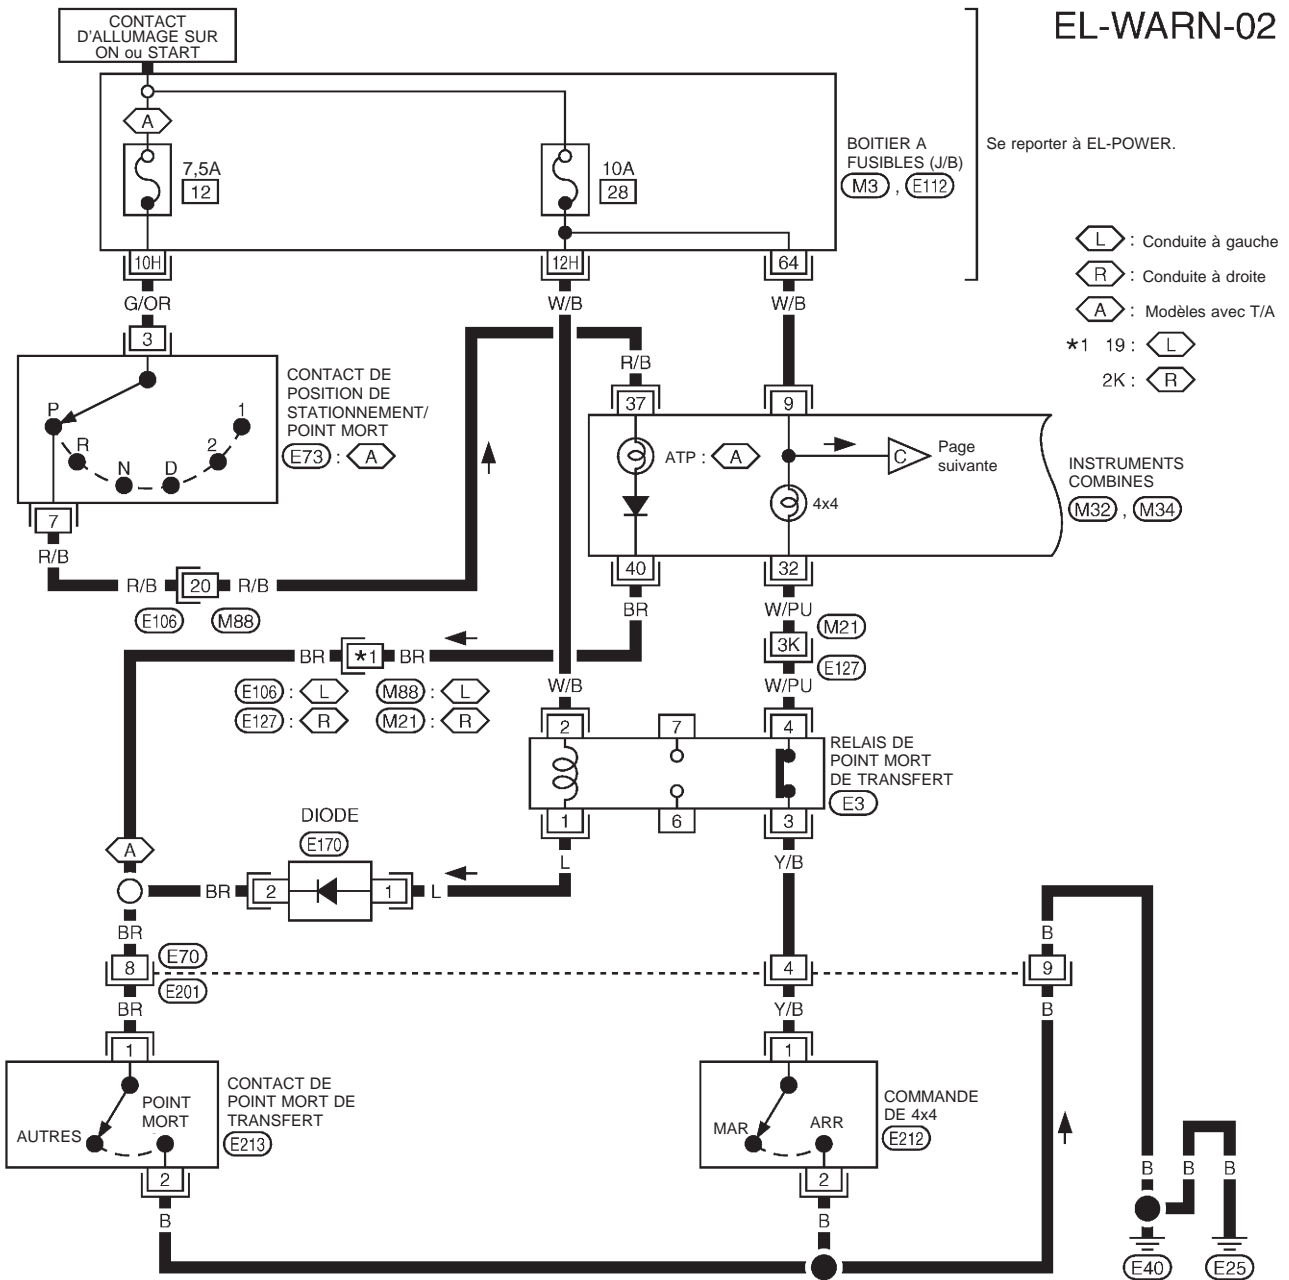 EL-WARN-02
CONTACT
D'ALLUMAGE SUR
ON ou START
A
7,5A
12
10A
28
BOITIER A
FUSIBLES (J/B)
M3 , E112
Se reporter à EL-POWER.
L : Conduite à gauche
R : Conduite à droite
A : Modèles avec T/A
*1 19 : L
2K : R
10H
12H
64
G/OR
W/B
W/B
3
R/B
37
9
CONTACT DE
POSITION DE
STATIONNEMENT/
POINT MORT
E73 : A
P
R
N
D
2
1
ATP : A
C
Page
suivante
4x4
INSTRUMENTS
COMBINES
M32 , M34
7
R/B
R/B 20 R/B
E106 M88
40
32
BR
W/PU
M21
3K
E127
W/PU
BR *1 BR
E106 : L M88 : L
E127 : R M21 : R
W/B
2
7
4
RELAIS DE
POINT MORT
DE TRANSFERT
E3
1
6
3
L
Y/B
DIODE
E170
A
BR 2 1 L
BR
B
8
E70
E201
4
9
BR
Y/B
B
1
1
CONTACT DE
POINT MORT DE
TRANSFERT
E213
POINT
MORT
AUTRES
COMMANDE
DE 4x4
E212
MAR
ARR
2
2
B
B
B
B
B
E40
E25